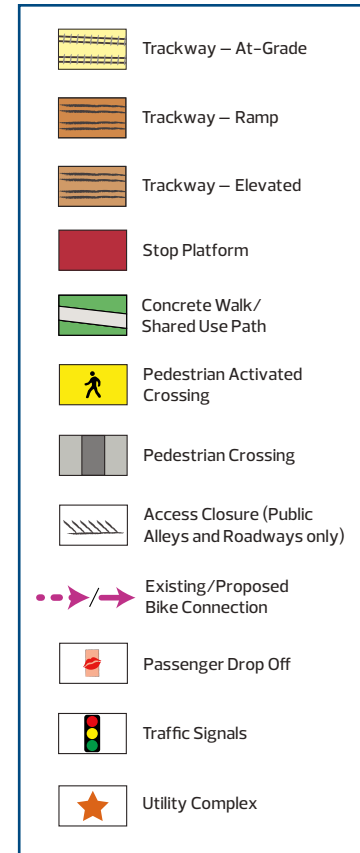 Trackway – At-Grade
Trackway – Ramp
Trackway – Elevated
Stop Platform
Concrete Walk/
Shared Use Path
Pedestrian Activated
Crossing
Pedestrian Crossing
Access Closure (Public
Alleys and Roadways only)
/
Existing/Proposed
Bike Connection
Passenger Drop Off
Traffic Signals
Utility Complex